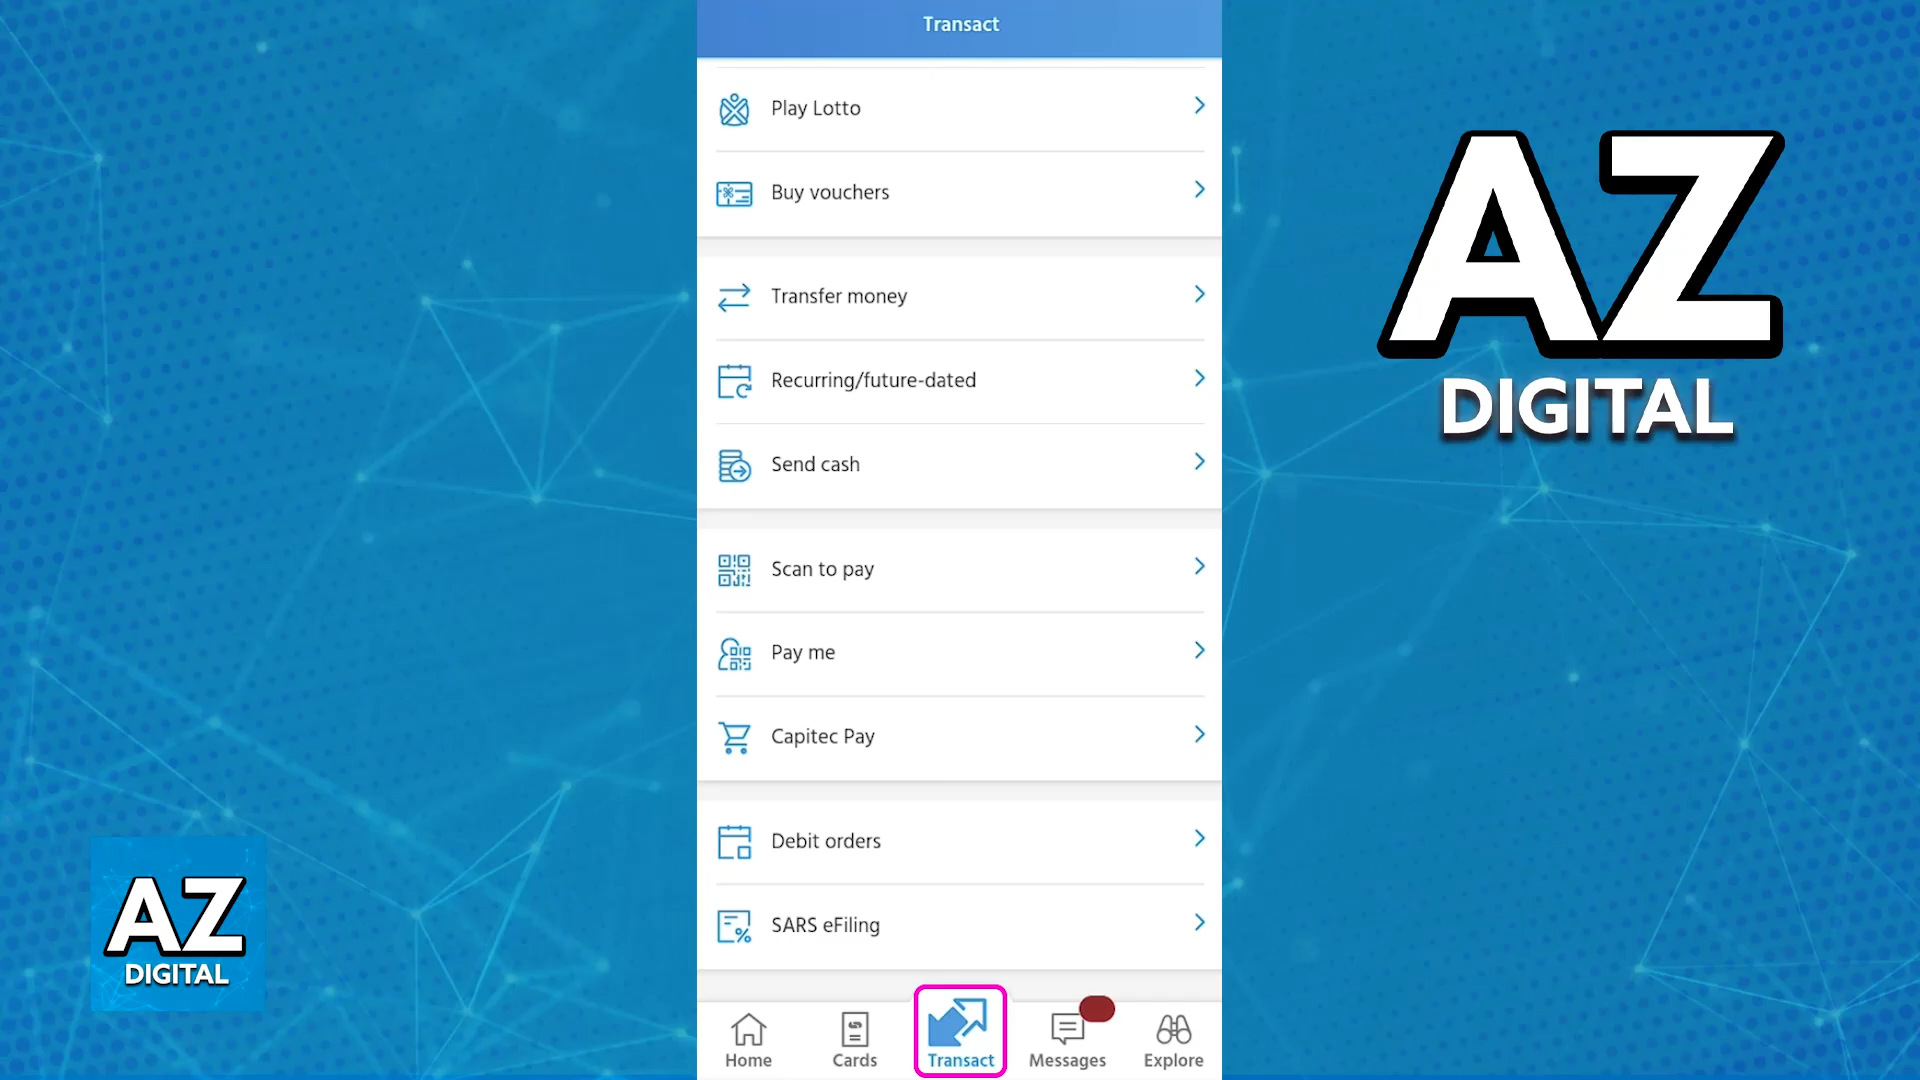 Transact
Play Lotto
Buy vouchers
Transfer money
Recurring/future-dated
Send cash
Scan to pay
Pay me
Capitec Pay
Debit orders
SARS eFiling
Home
Cards
Transact
Messages
Explore
AZ
DIGITAL
AZ
DIGITAL